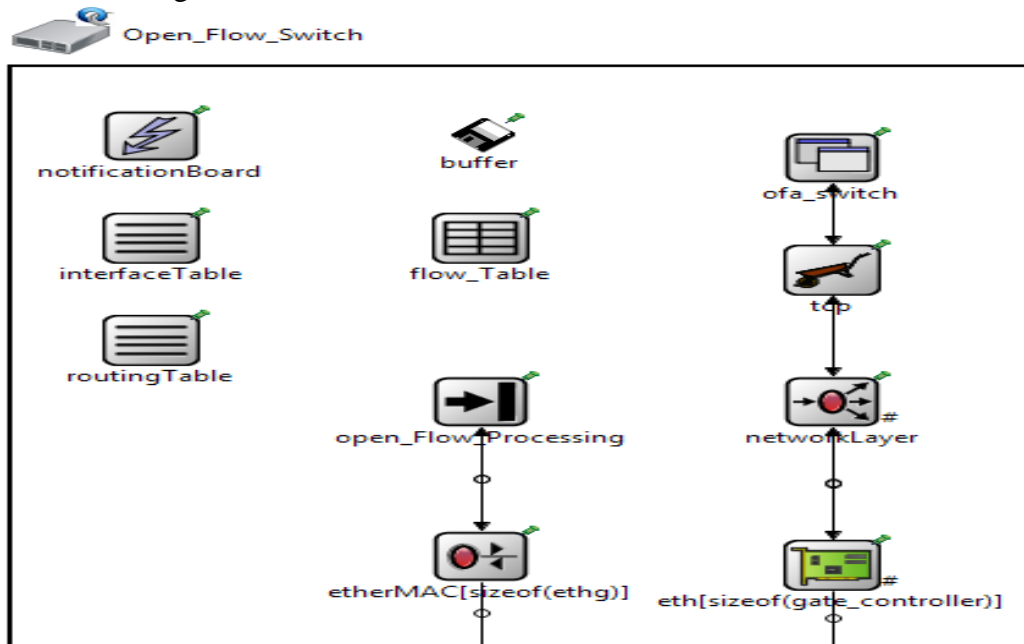 Open_Flow_Switch
notificationBoard
buffer
ofa_switch
interfaceTable
flow_Table
tcp
routingTable
open_Flow_Processing
networkLayer
#
etherMAC[sizeof(ethg)]
eth[sizeof(gate_controller)]
#